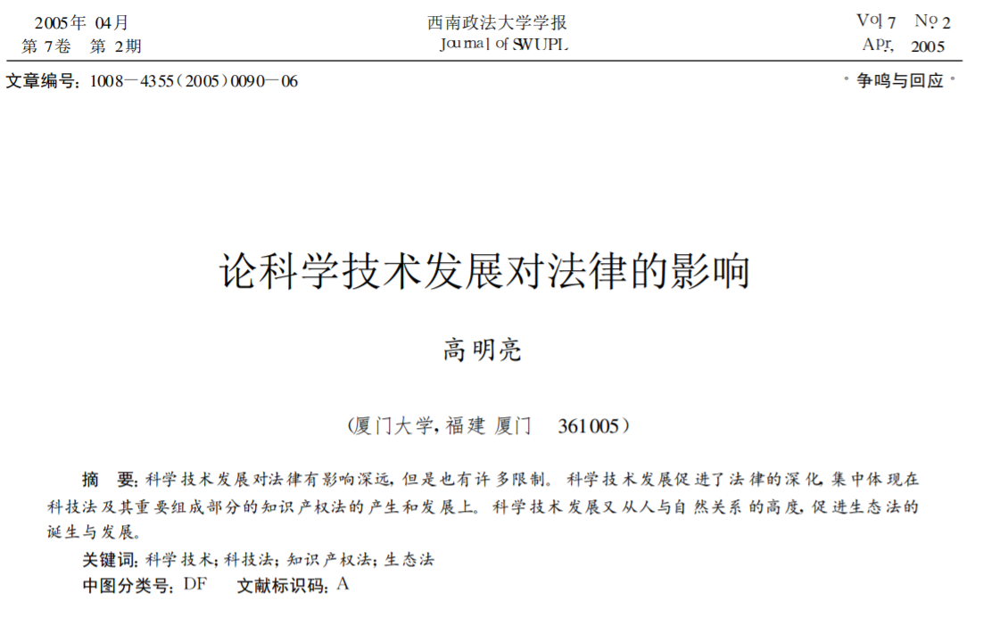 2005年 04月 西南政法大学学报 Vol. 7 No. 2
第 7卷 第 2期 Journal of SWUPL Apr., 2005
文章编号：1008－4355（2005）0090－06 ° 争鸣与回应 °
论科学技术发展对法律的影响
高明亮
（厦门大学，福建 厦门 361005）
摘 要：科学技术发展对法律有影响深远，但是也有许多限制。科学技术发展促进了法律的深化，集中体现在
科技法及其重要组成部分的知识产权法的产生和发展上。科学技术发展又从人与自然关系的高度，促进生态法的
诞生与发展。
关键词：科学技术；科技法；知识产权法；生态法
中图分类号：DF 文献标识码：A